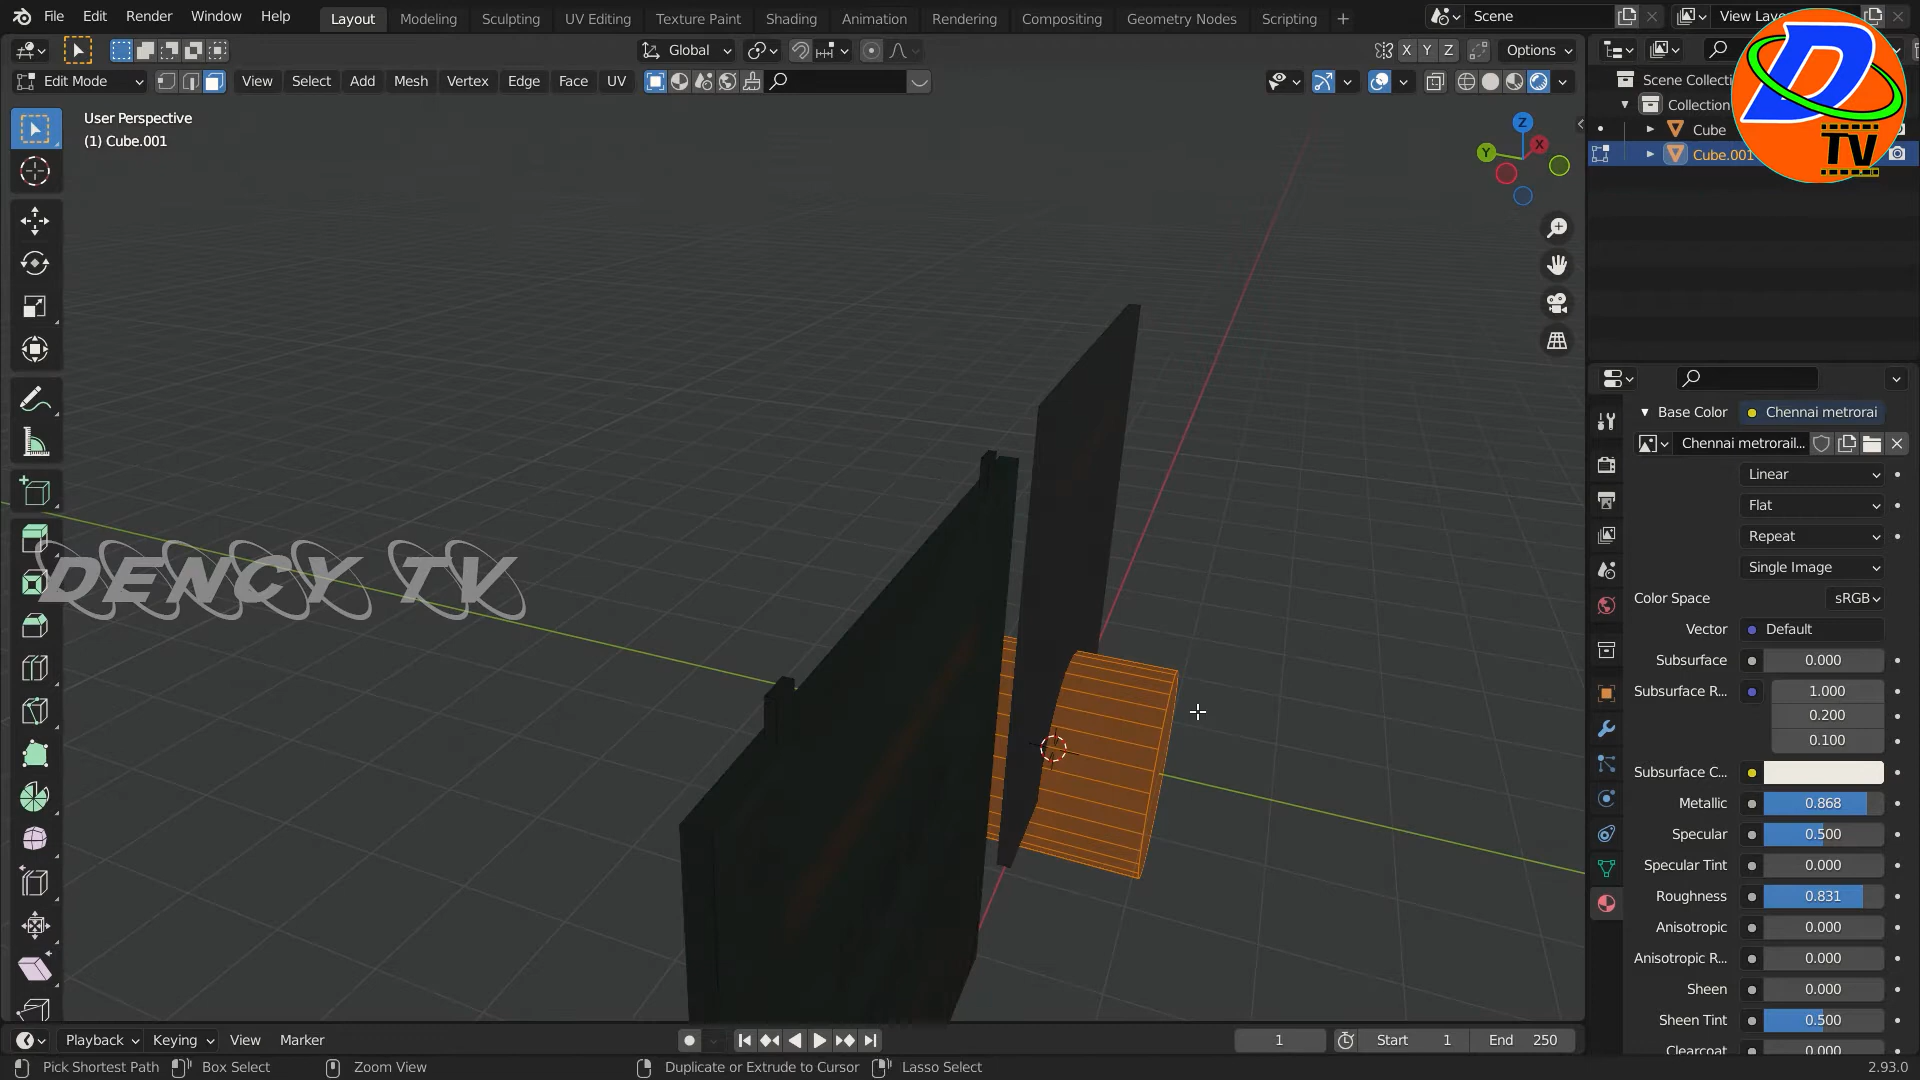 File Edit Render Window Help Layout Modeling Sculpting UV Editing Texture Paint Shading Animation Rendering Compositing Geometry Nodes Scripting + Scene View Laye
Global X Y Z Options
Edit Mode View Select Add Mesh Vertex Edge Face UV
Scene Collectio
Collection
Cube
Cube.001
D
TV
User Perspective
(1) Cube.001
Z
Y
X
DENCY TV
Base Color Chennai metrorai
Chennai metrorail...
Linear
Flat
Repeat
Single Image
Color Space sRGB
Vector Default
Subsurface 0.000
Subsurface R... 1.000
0.200
0.100
Subsurface C...
Metallic 0.868
Specular 0.500
Specular Tint 0.000
Roughness 0.831
Anisotropic 0.000
Anisotropic R... 0.000
Sheen 0.000
Sheen Tint 0.500
Clearcoat 0.000
Playback Keying View Marker 1 Start 1 End 250
Pick Shortest Path Box Select Zoom View Duplicate or Extrude to Cursor Lasso Select 2.93.0